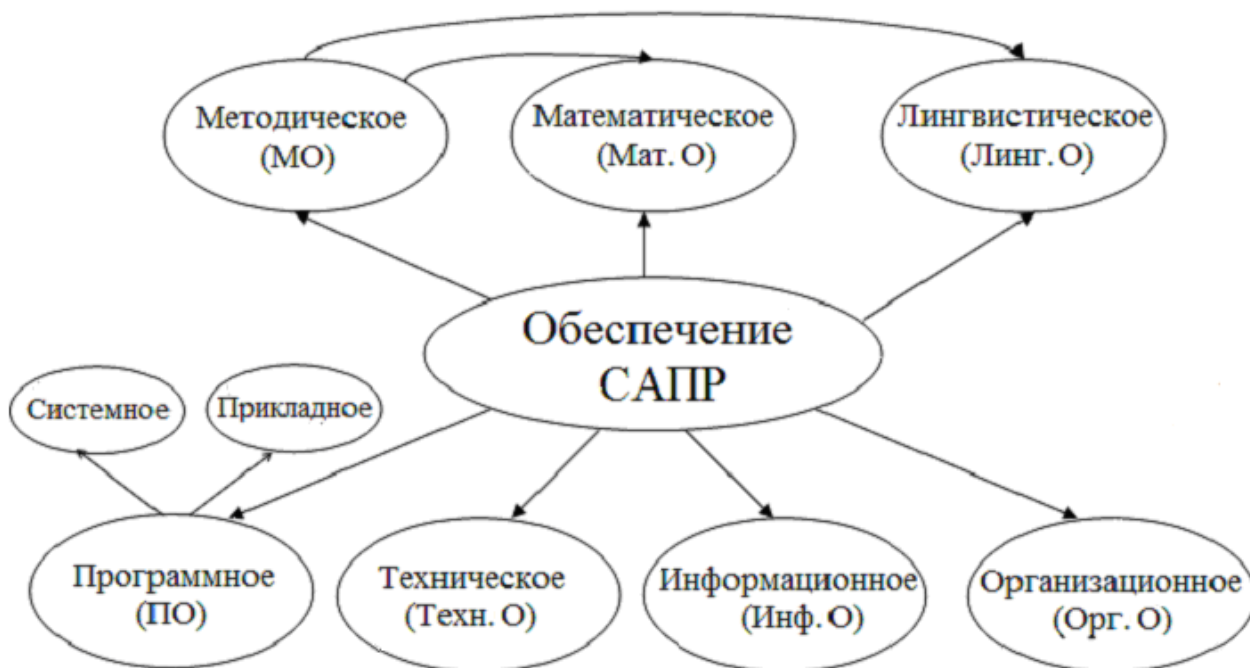 Методическое
(МО)
Математическое
(Мат. О)
Лингвистическое
(Линг. О)
Обеспечение
САПР
Системное
Прикладное
Программное
(ПО)
Техническое
(Техн. О)
Информационное
(Инф. О)
Организационное
(Орг. О)